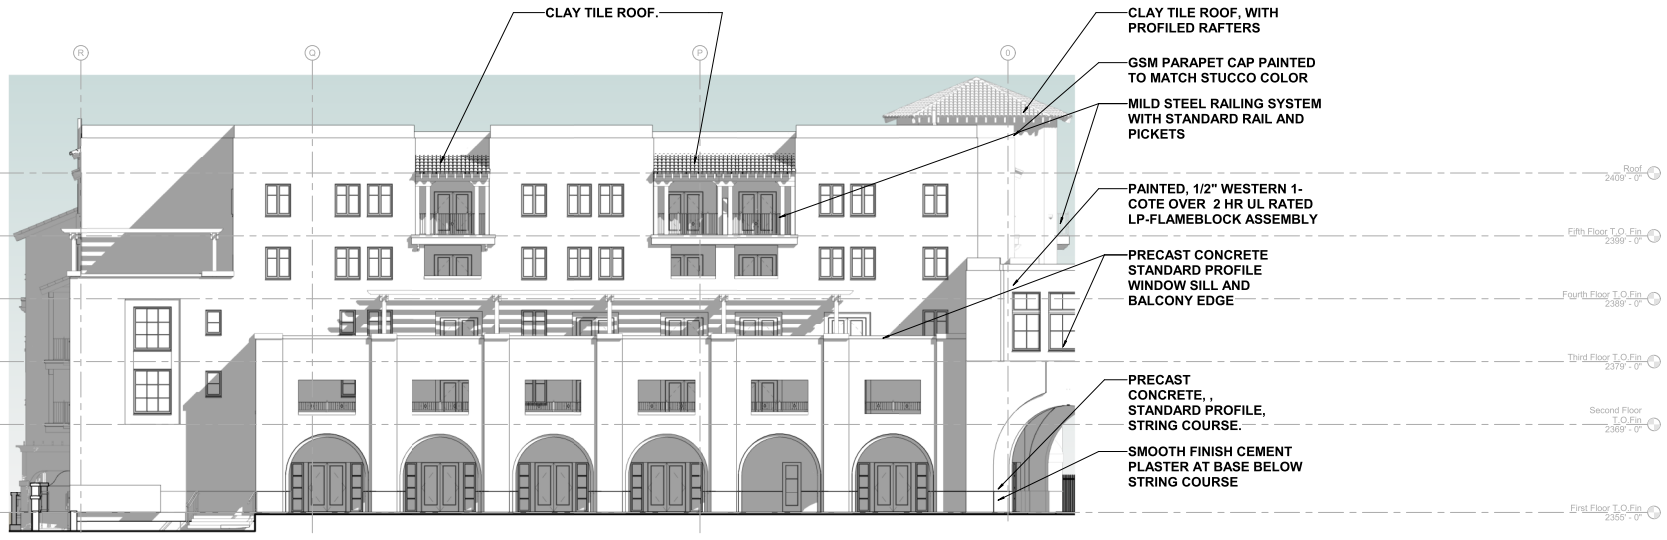 CLAY TILE ROOF.
CLAY TILE ROOF, WITH
PROFILED RAFTERS
R
Q
P
0
GSM PARAPET CAP PAINTED
TO MATCH STUCCO COLOR
MILD STEEL RAILING SYSTEM
WITH STANDARD RAIL AND
PICKETS
Roof
2409' - 0"
PAINTED, 1/2" WESTERN 1-
COTE OVER 2 HR UL RATED
LP-FLAMEBLOCK ASSEMBLY
Fifth Floor T.O. Fin
2399' - 0"
PRECAST CONCRETE
STANDARD PROFILE
WINDOW SILL AND
BALCONY EDGE
Fourth Floor T.O.Fin
2389' - 0"
Third Floor T.O.Fin
2379' - 0"
PRECAST
CONCRETE, ,
STANDARD PROFILE,
STRING COURSE.
Second Floor
T.O.Fin
2369' - 0"
SMOOTH FINISH CEMENT
PLASTER AT BASE BELOW
STRING COURSE
First Floor T.O.Fin
2355' - 0"